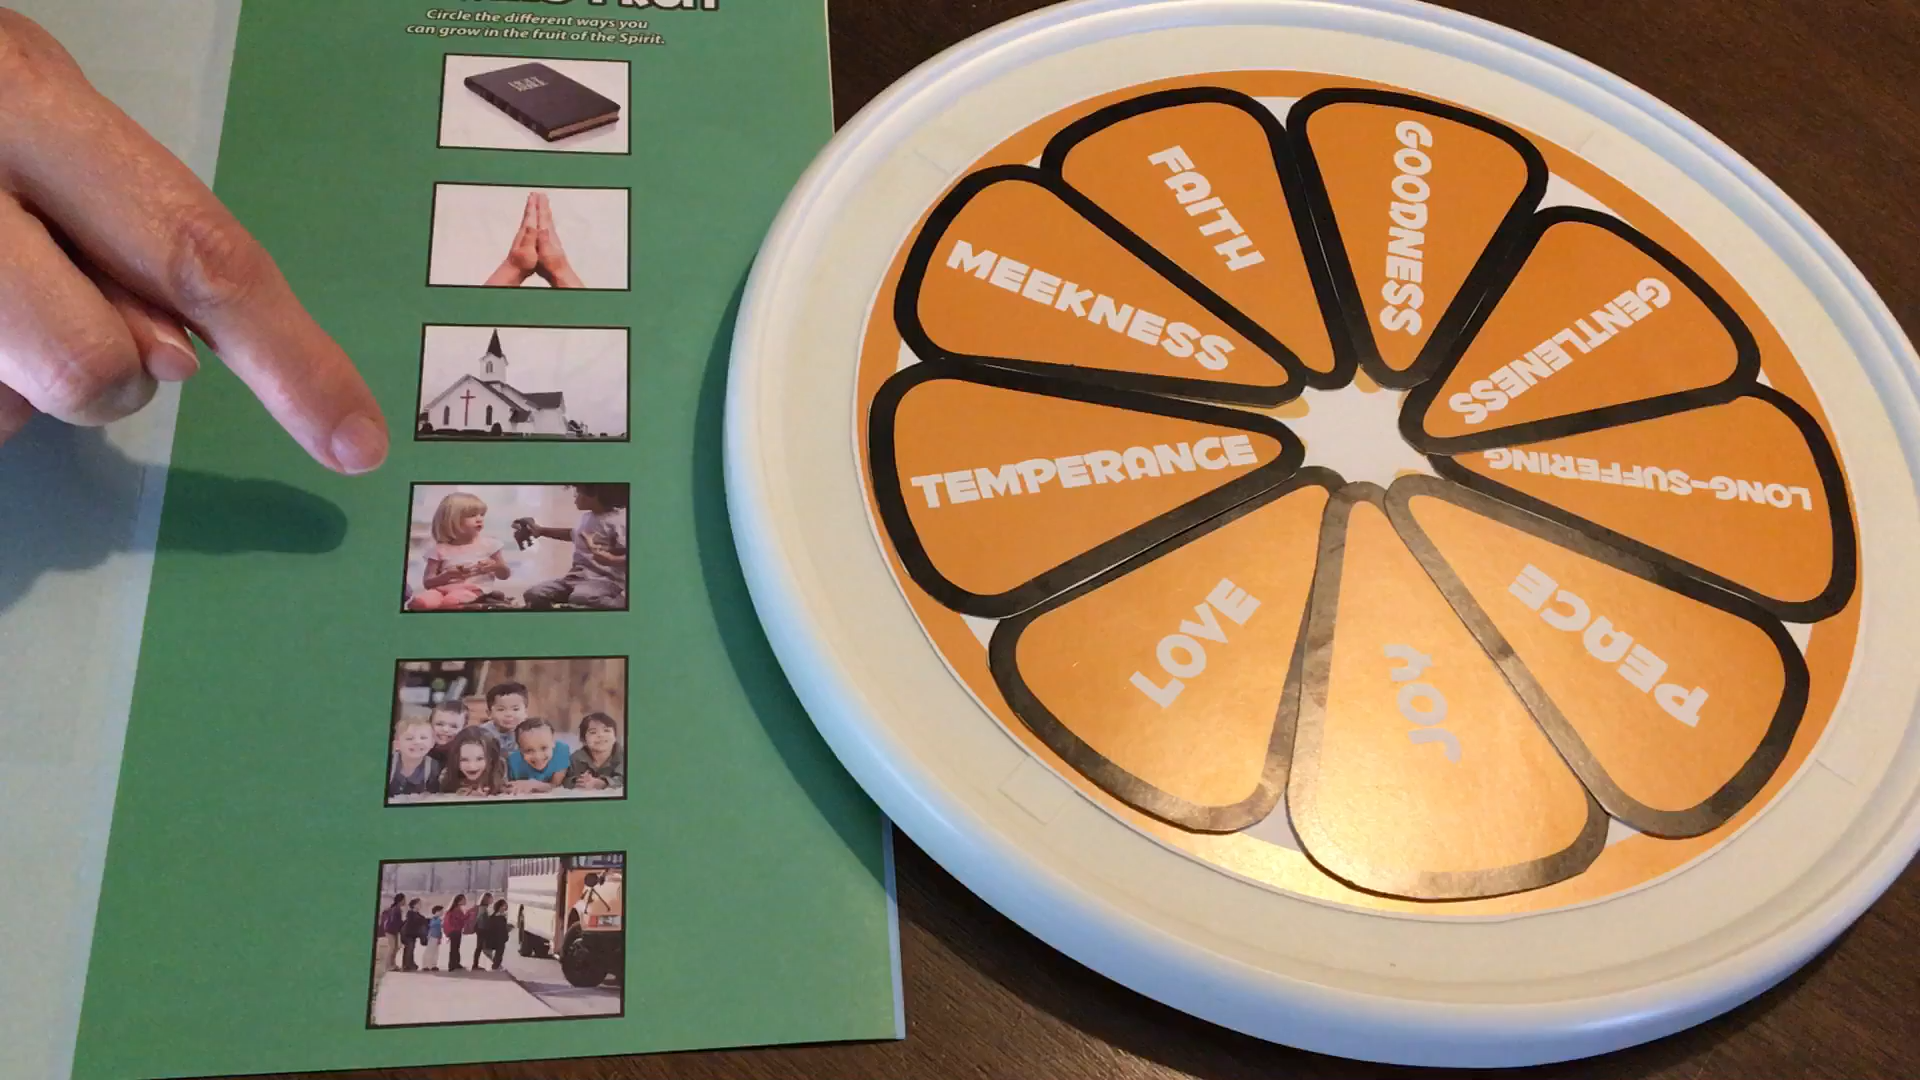 Circle the different ways you
can grow in the fruit of the Spirit.
GOODNESS
FAITH
GENTLENESS
MEEKNESS
TEMPERANCE
LONG-SUFFERING
LOVE
JOY
PEACE